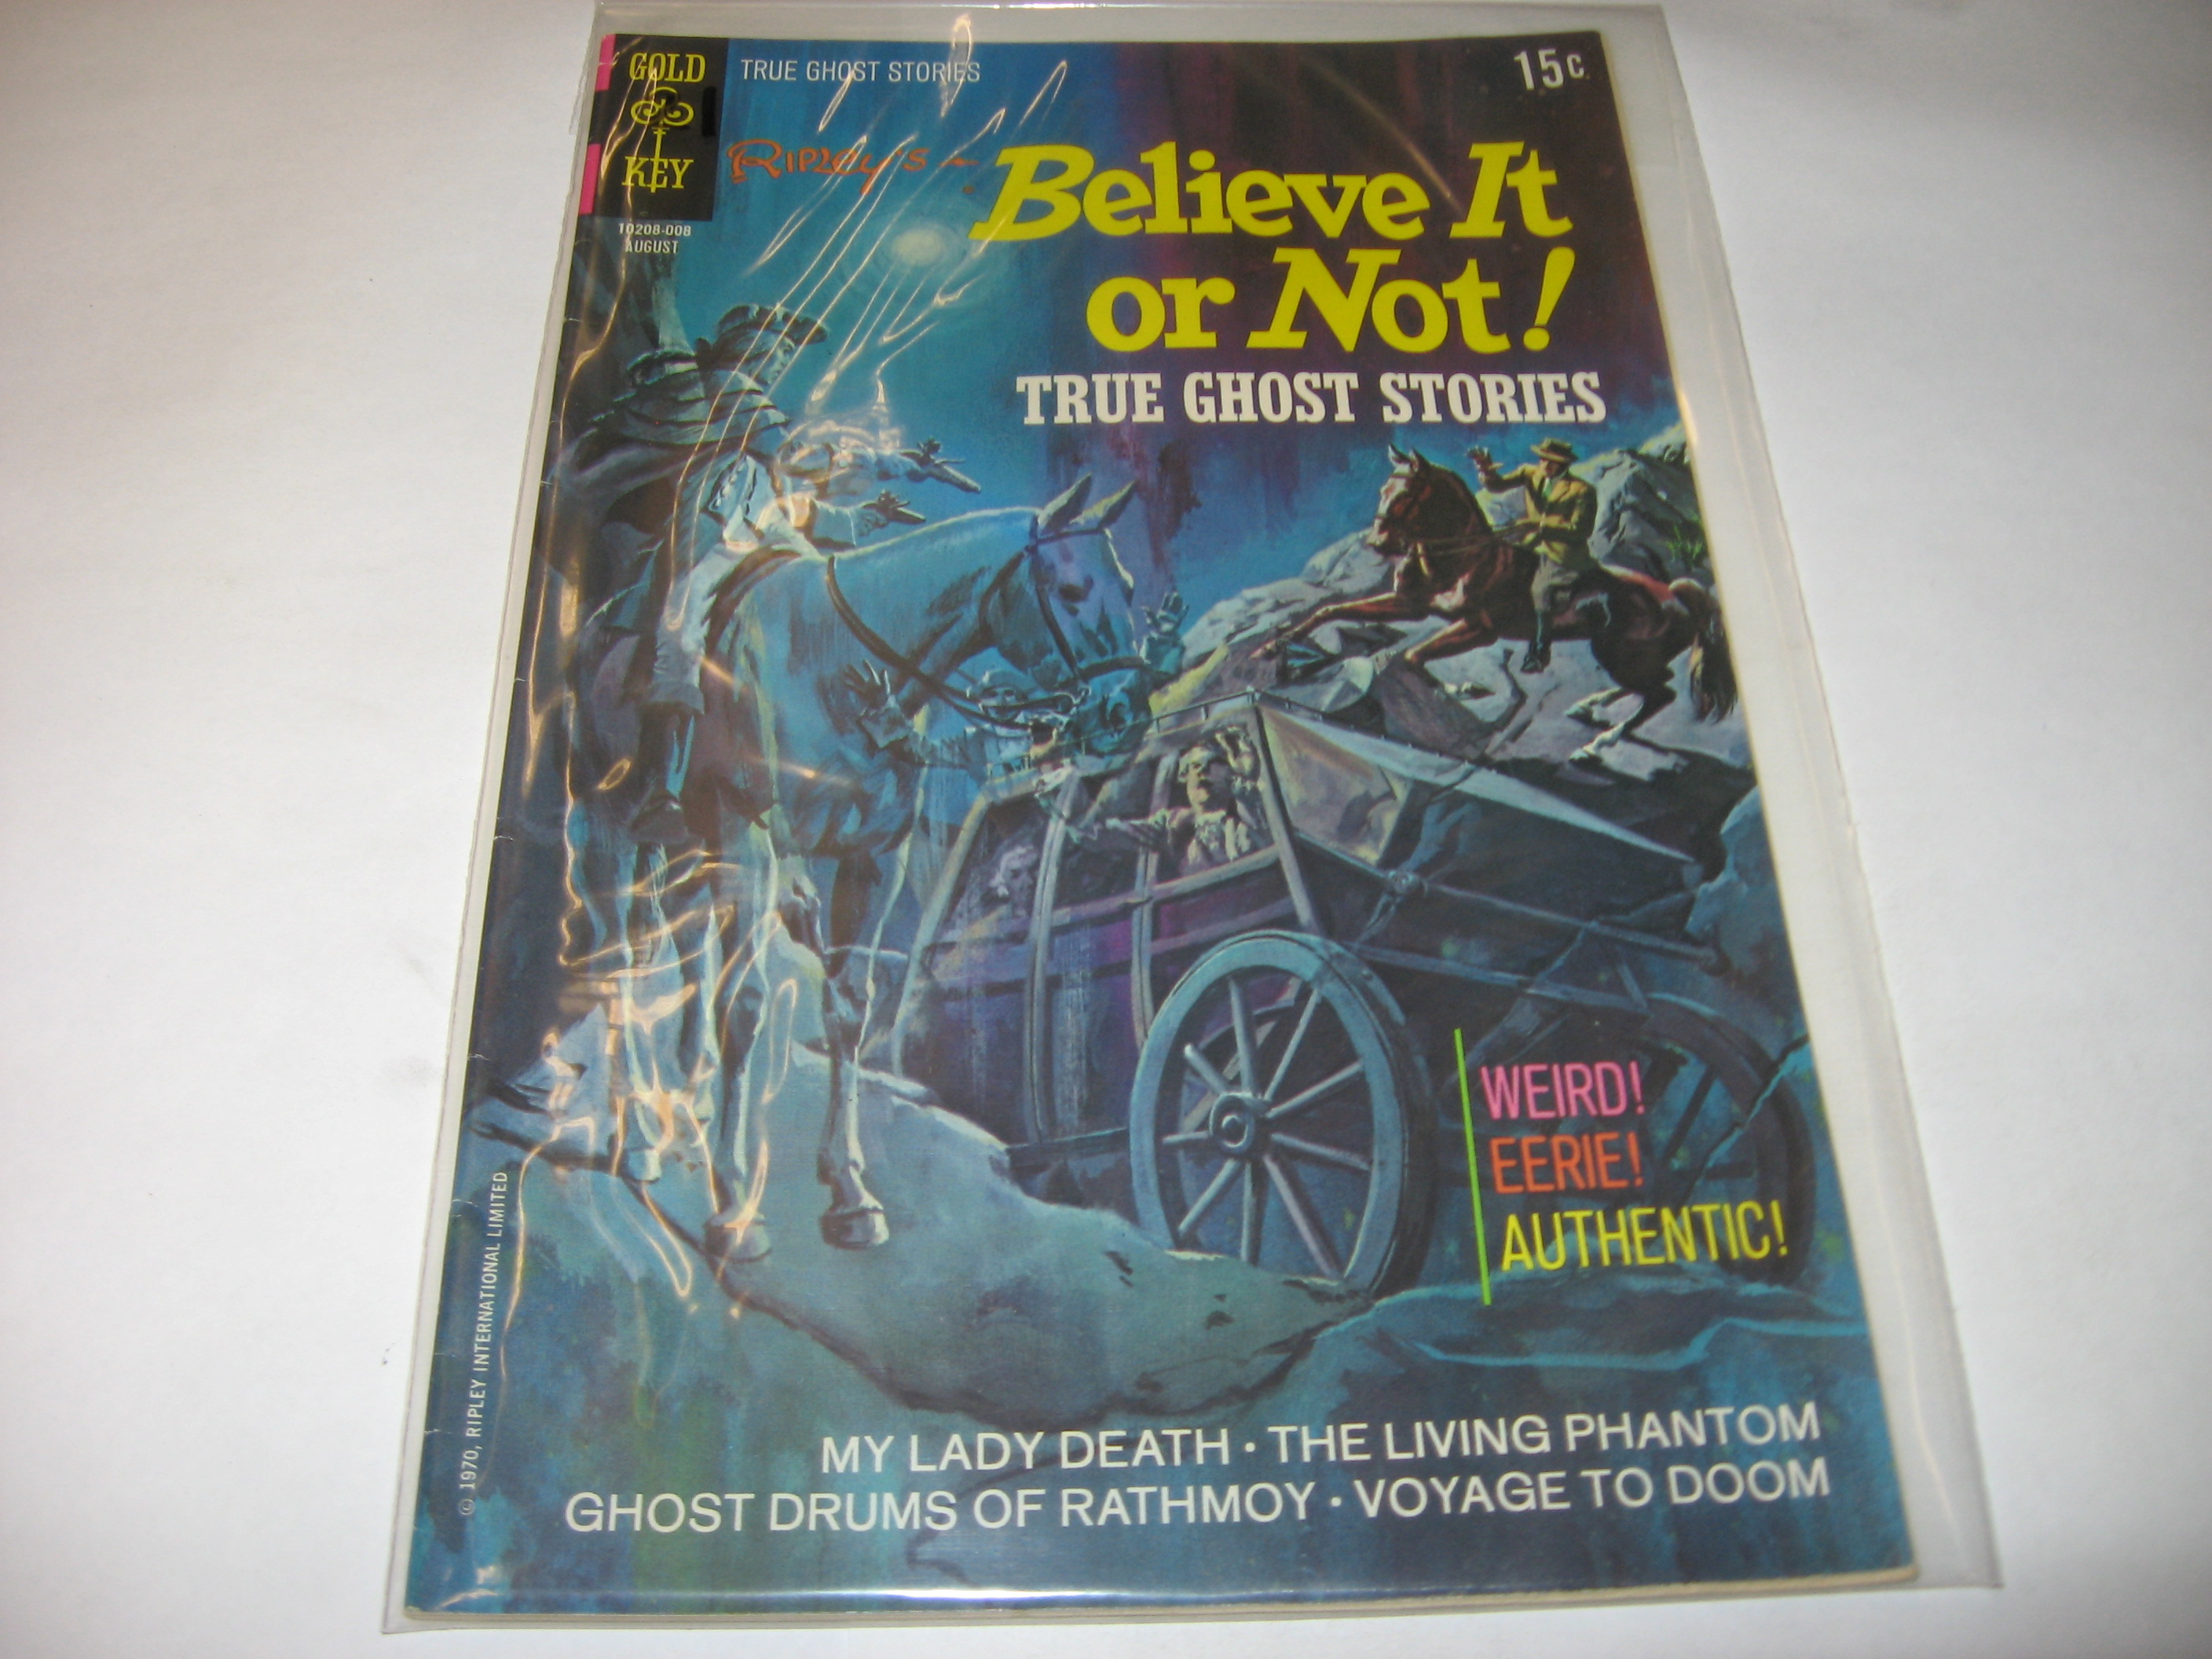 GOLD
KEY
10208-008
AUGUST
TRUE GHOST STORIES
15c
Ripley's-
Believe It
or Not!
TRUE GHOST STORIES
WEIRD!
EERIE!
AUTHENTIC!
© 1970, RIPLEY INTERNATIONAL LIMITED
MY LADY DEATH • THE LIVING PHANTOM
GHOST DRUMS OF RATHMOY • VOYAGE TO DOOM